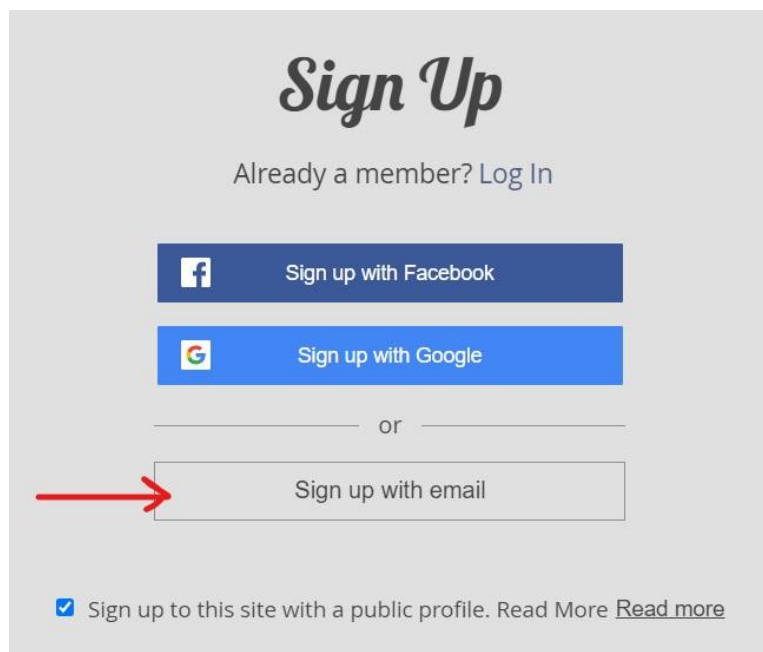 Sign Up
Already a member? Log In
Sign up with Facebook
Sign up with Google
or
Sign up with email
Sign up to this site with a public profile. Read More Read more